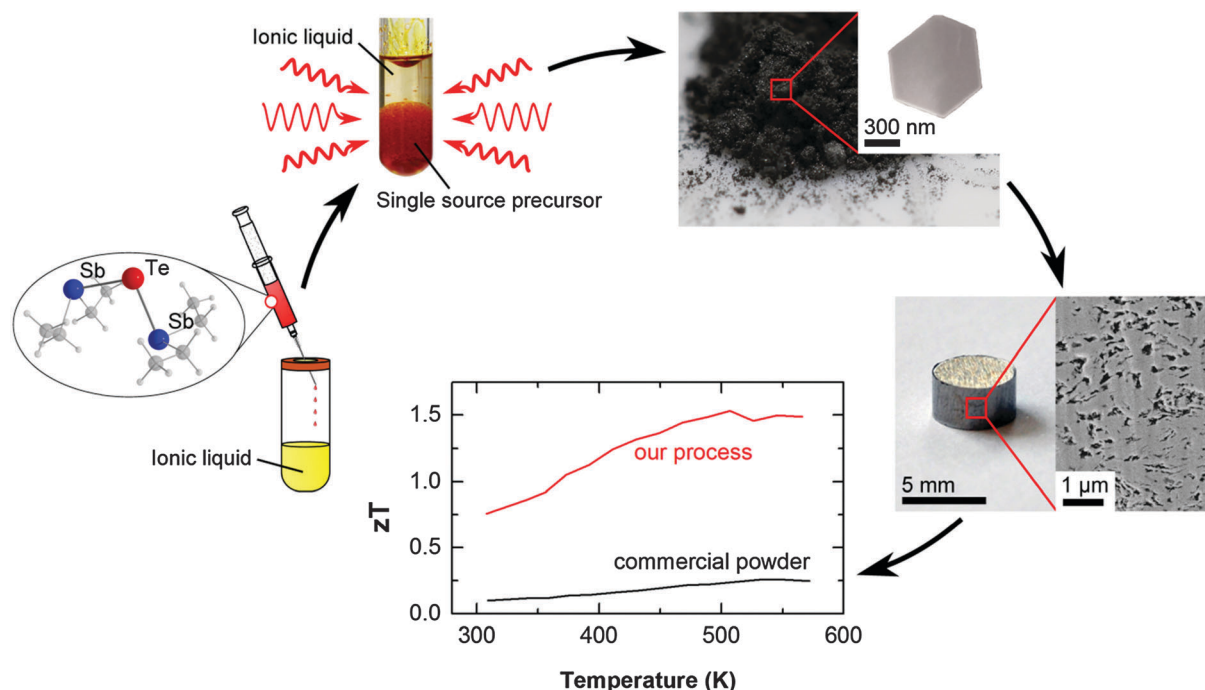 Ionic liquid
Single source precursor
300 nm
Sb
Te
Sb
Ionic liquid
5 mm
1 µm
zT
1.5
1.0
0.5
0.0
our process
commercial powder
300
400
500
600
Temperature (K)